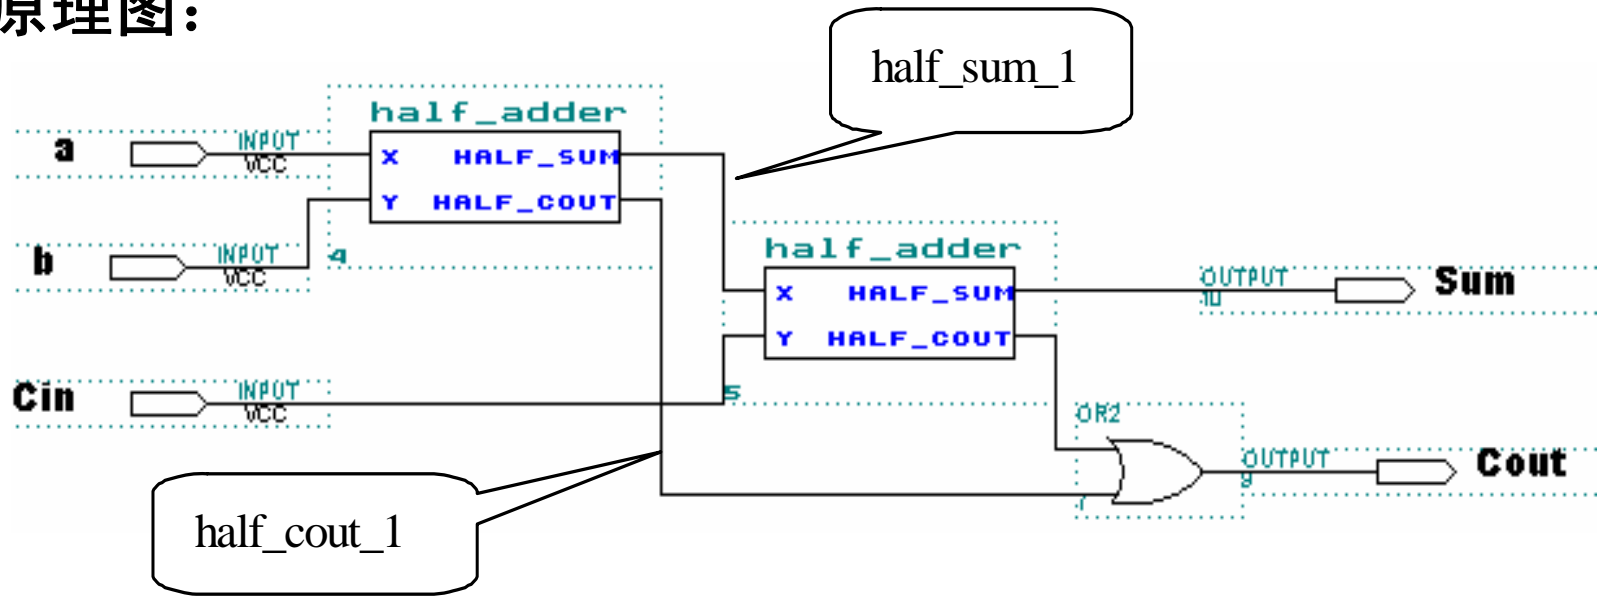 原理图：
half_sum_1
half_adder
a
INPUT
VCC
X HALF_SUM
Y HALF_COUT
b
INPUT
VCC
4
half_adder
X HALF_SUM
Y HALF_COUT
OUTPUT
10
Sum
Cin
INPUT
VCC
5
OR2
7
OUTPUT
9
Cout
half_cout_1